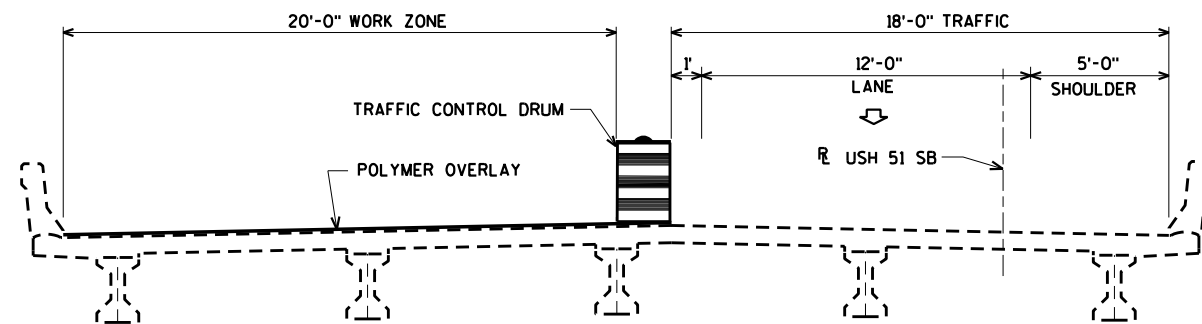 20'-0" WORK ZONE
18'-0" TRAFFIC
1'
12'-0"
LANE
5'-0"
SHOULDER
TRAFFIC CONTROL DRUM
POLYMER OVERLAY
RL USH 51 SB